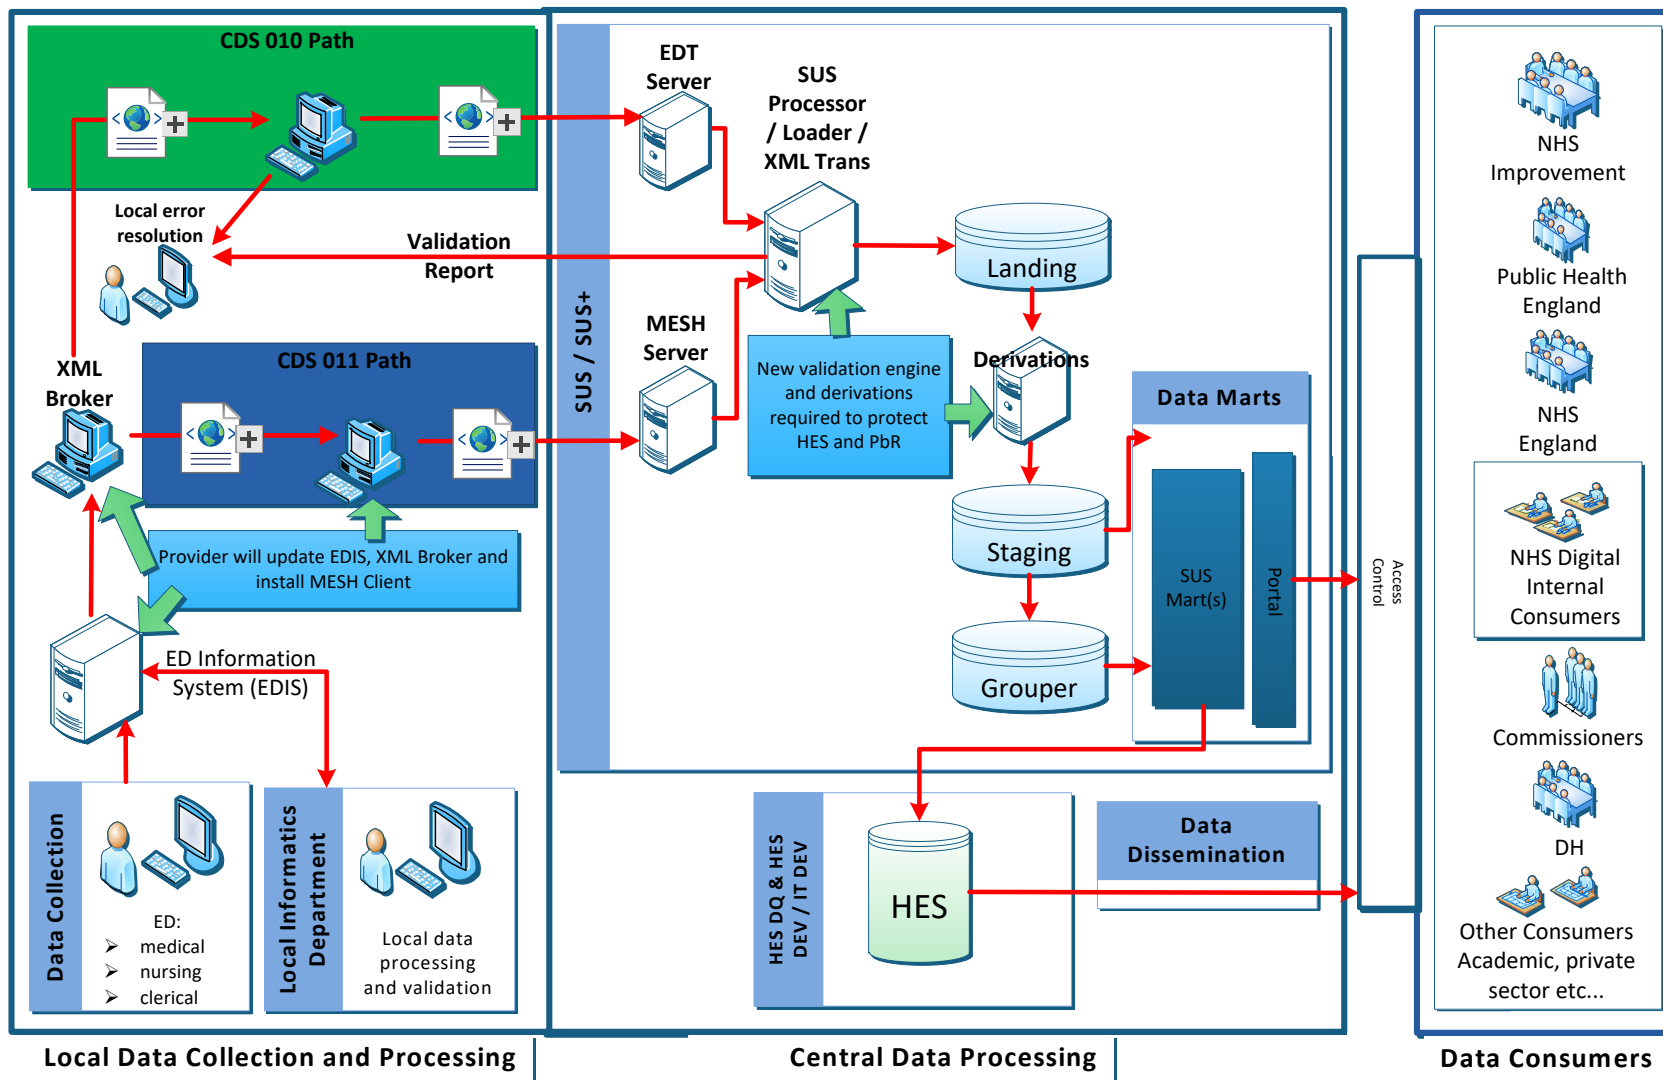 CDS 010 Path
Local error
resolution
Validation
Report
XML
Broker
CDS 011 Path
Provider will update EDIS, XML Broker and
install MESH Client
ED Information
System (EDIS)
Data Collection
ED:
➢ medical
➢ nursing
➢ clerical
Local Informatics
Department
Local data
processing
and validation
Local Data Collection and Processing
SUS / SUS+
EDT
Server
SUS
Processor
/ Loader /
XML Trans
MESH
Server
Landing
New validation engine
and derivations
required to protect
HES and PbR
Derivations
Staging
Grouper
Data Marts
SUS
Mart(s)
Portal
HES DQ & HES
DEV / IT DEV
HES
Data
Dissemination
Central Data Processing
Access
Control
NHS
Improvement
Public Health
England
NHS
England
NHS Digital
Internal
Consumers
Commissioners
DH
Other Consumers
Academic, private
sector etc...
Data Consumers